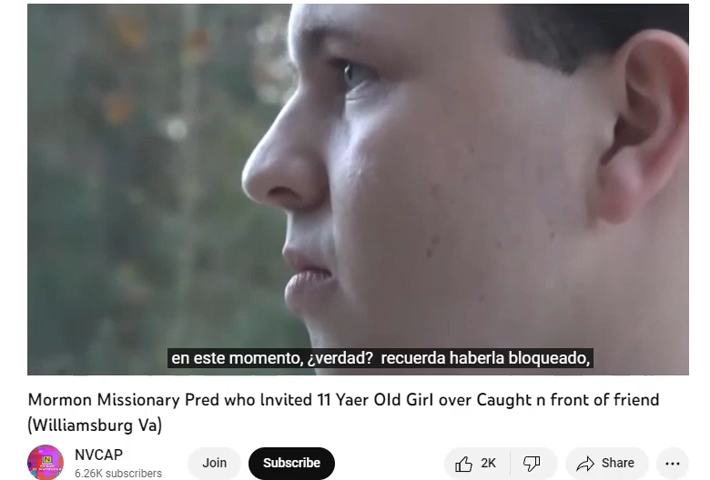 en este momento, ¿verdad? recuerda haberla bloqueado,
Mormon Missionary Pred who lnvited 11 Yaer Old Girl over Caught n front of friend
(Williamsburg Va)
NVCAP
6.26K subscribers
Join
Subscribe
2K
Share